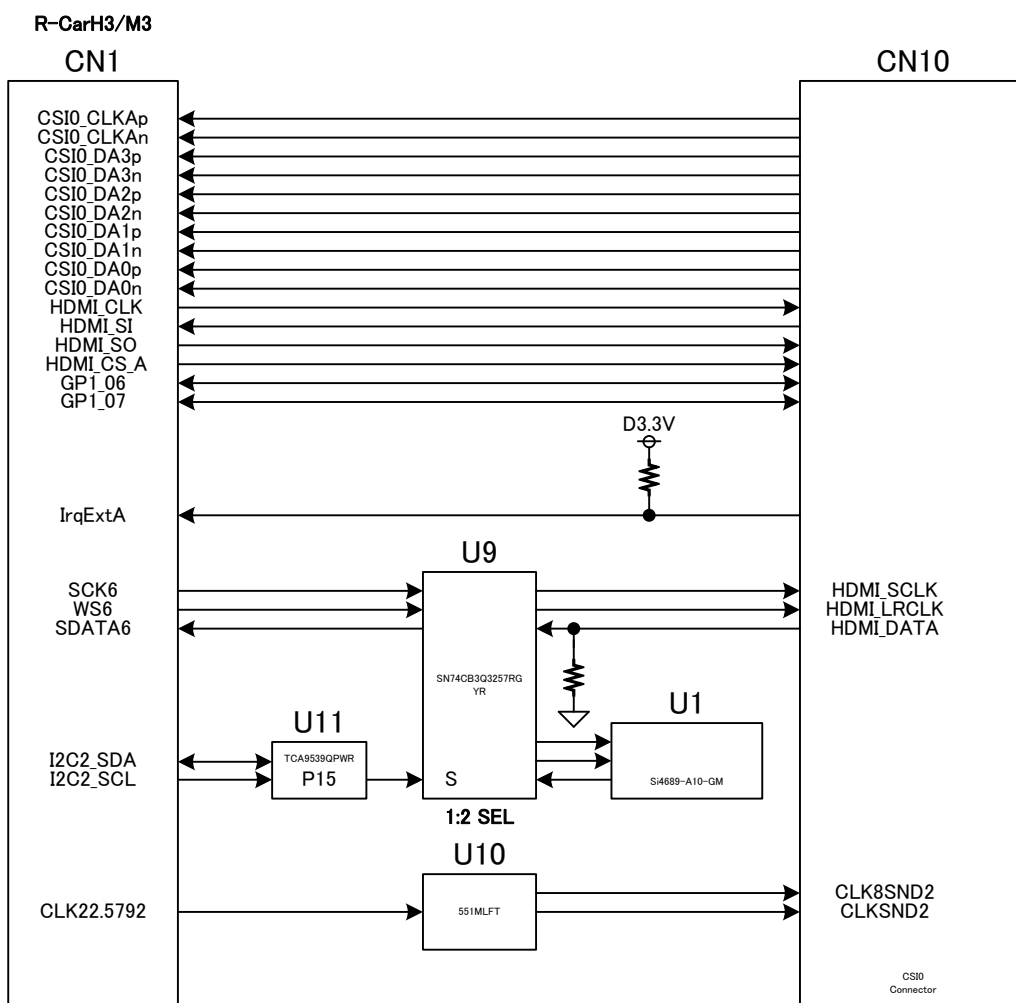 R-CarH3/M3
CN1
CN10
CSI0_CLKAp
CSI0_CLKAn
CSI0_DA3p
CSI0_DA3n
CSI0_DA2p
CSI0_DA2n
CSI0_DA1p
CSI0_DA1n
CSI0_DA0p
CSI0_DA0n
HDMI_CLK
HDMI_SI
HDMI_SO
HDMI_CS_A
GP1_06
GP1_07
D3.3V
IrqExtA
U9
SCK6
WS6
SDATA6
HDMI_SCLK
HDMI_LRCLK
HDMI_DATA
SN74CB3Q3257RG
YR
U11
U1
I2C2_SDA
I2C2_SCL
TCA9539QPWR
P15
S
Si4689-A10-GM
1:2 SEL
U10
CLK22.5792
551MLFT
CLK8SND2
CLKSND2
CSI0
Connector